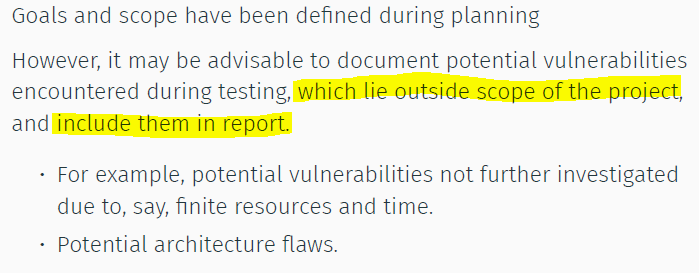 Goals and scope have been defined during planning
However, it may be advisable to document potential vulnerabilities
encountered during testing, which lie outside scope of the project,
and include them in report.
• For example, potential vulnerabilities not further investigated
due to, say, finite resources and time.
• Potential architecture flaws.